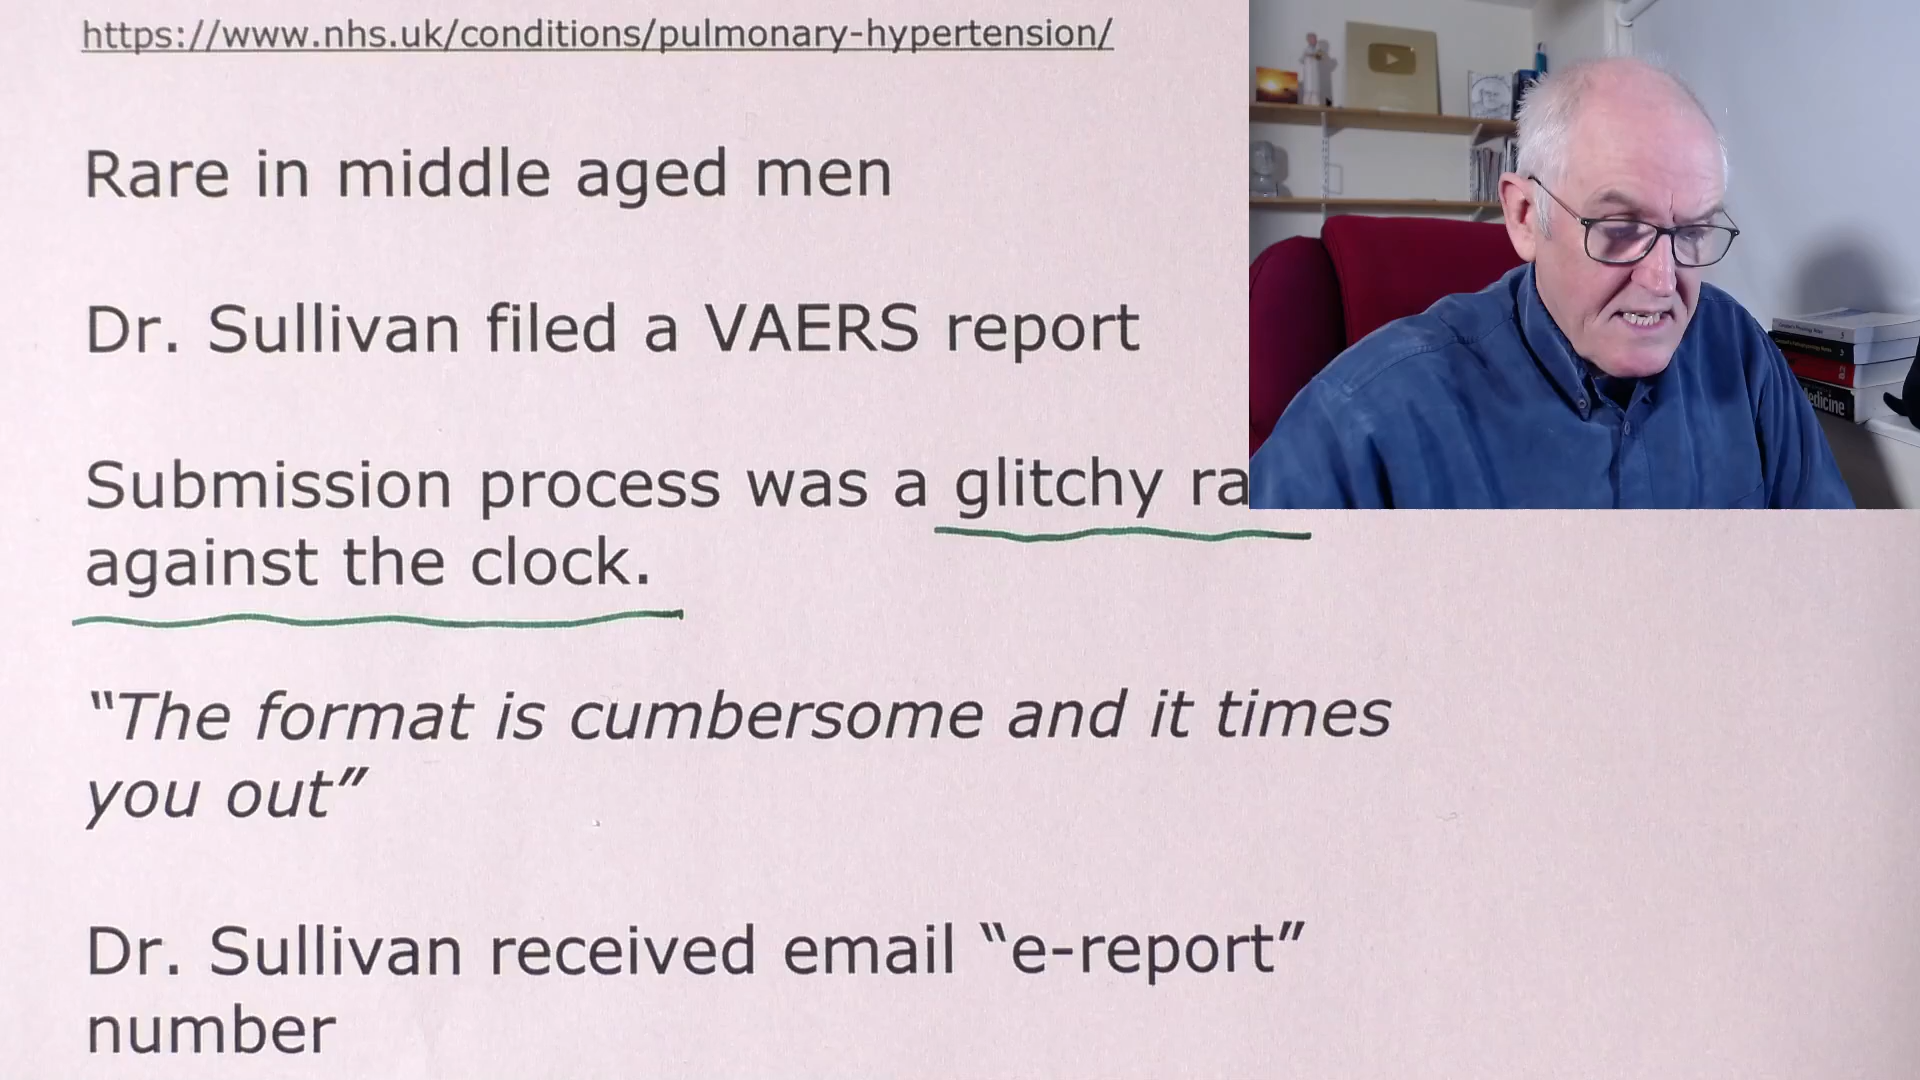 https://www.nhs.uk/conditions/pulmonary-hypertension/
Rare in middle aged men
Dr. Sullivan filed a VAERS report
Submission process was a glitchy
against the clock.
“The format is cumbersome and it times
you out”
Dr. Sullivan received email “e-report”
number
edicine